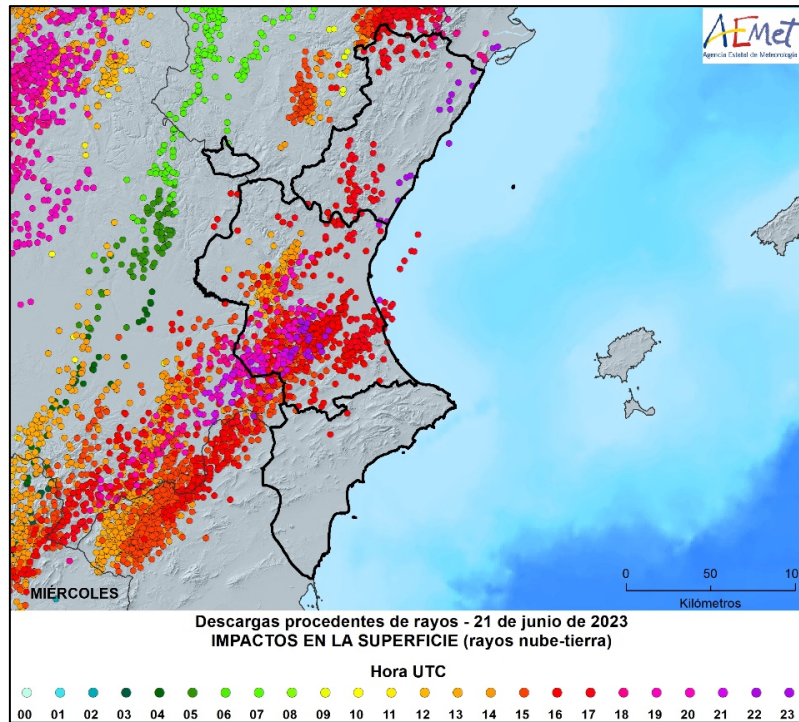 AEMet
Agencia Estatal de Meteorología
0 50 10
Kilómetros
MIÉRCOLES
Descargas procedentes de rayos - 21 de junio de 2023
IMPACTOS EN LA SUPERFICIE (rayos nube-tierra)
Hora UTC
00 01 02 03 04 05 06 07 08 09 10 11 12 13 14 15 16 17 18 19 20 21 22 23